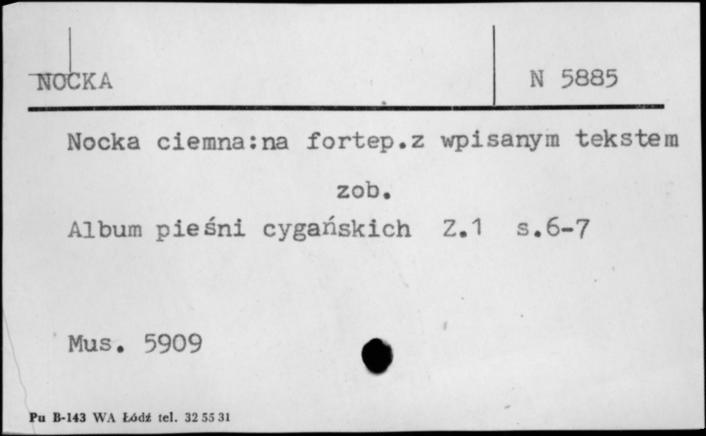 NOCKA N 5885
Nocka ciemna:na fortep.z wpisanym tekstem
zob.
Album pieśni cygańskich Z.1 s.6-7
Mus. 5909
Pu B-143 WA Łódź tel. 32 55 31